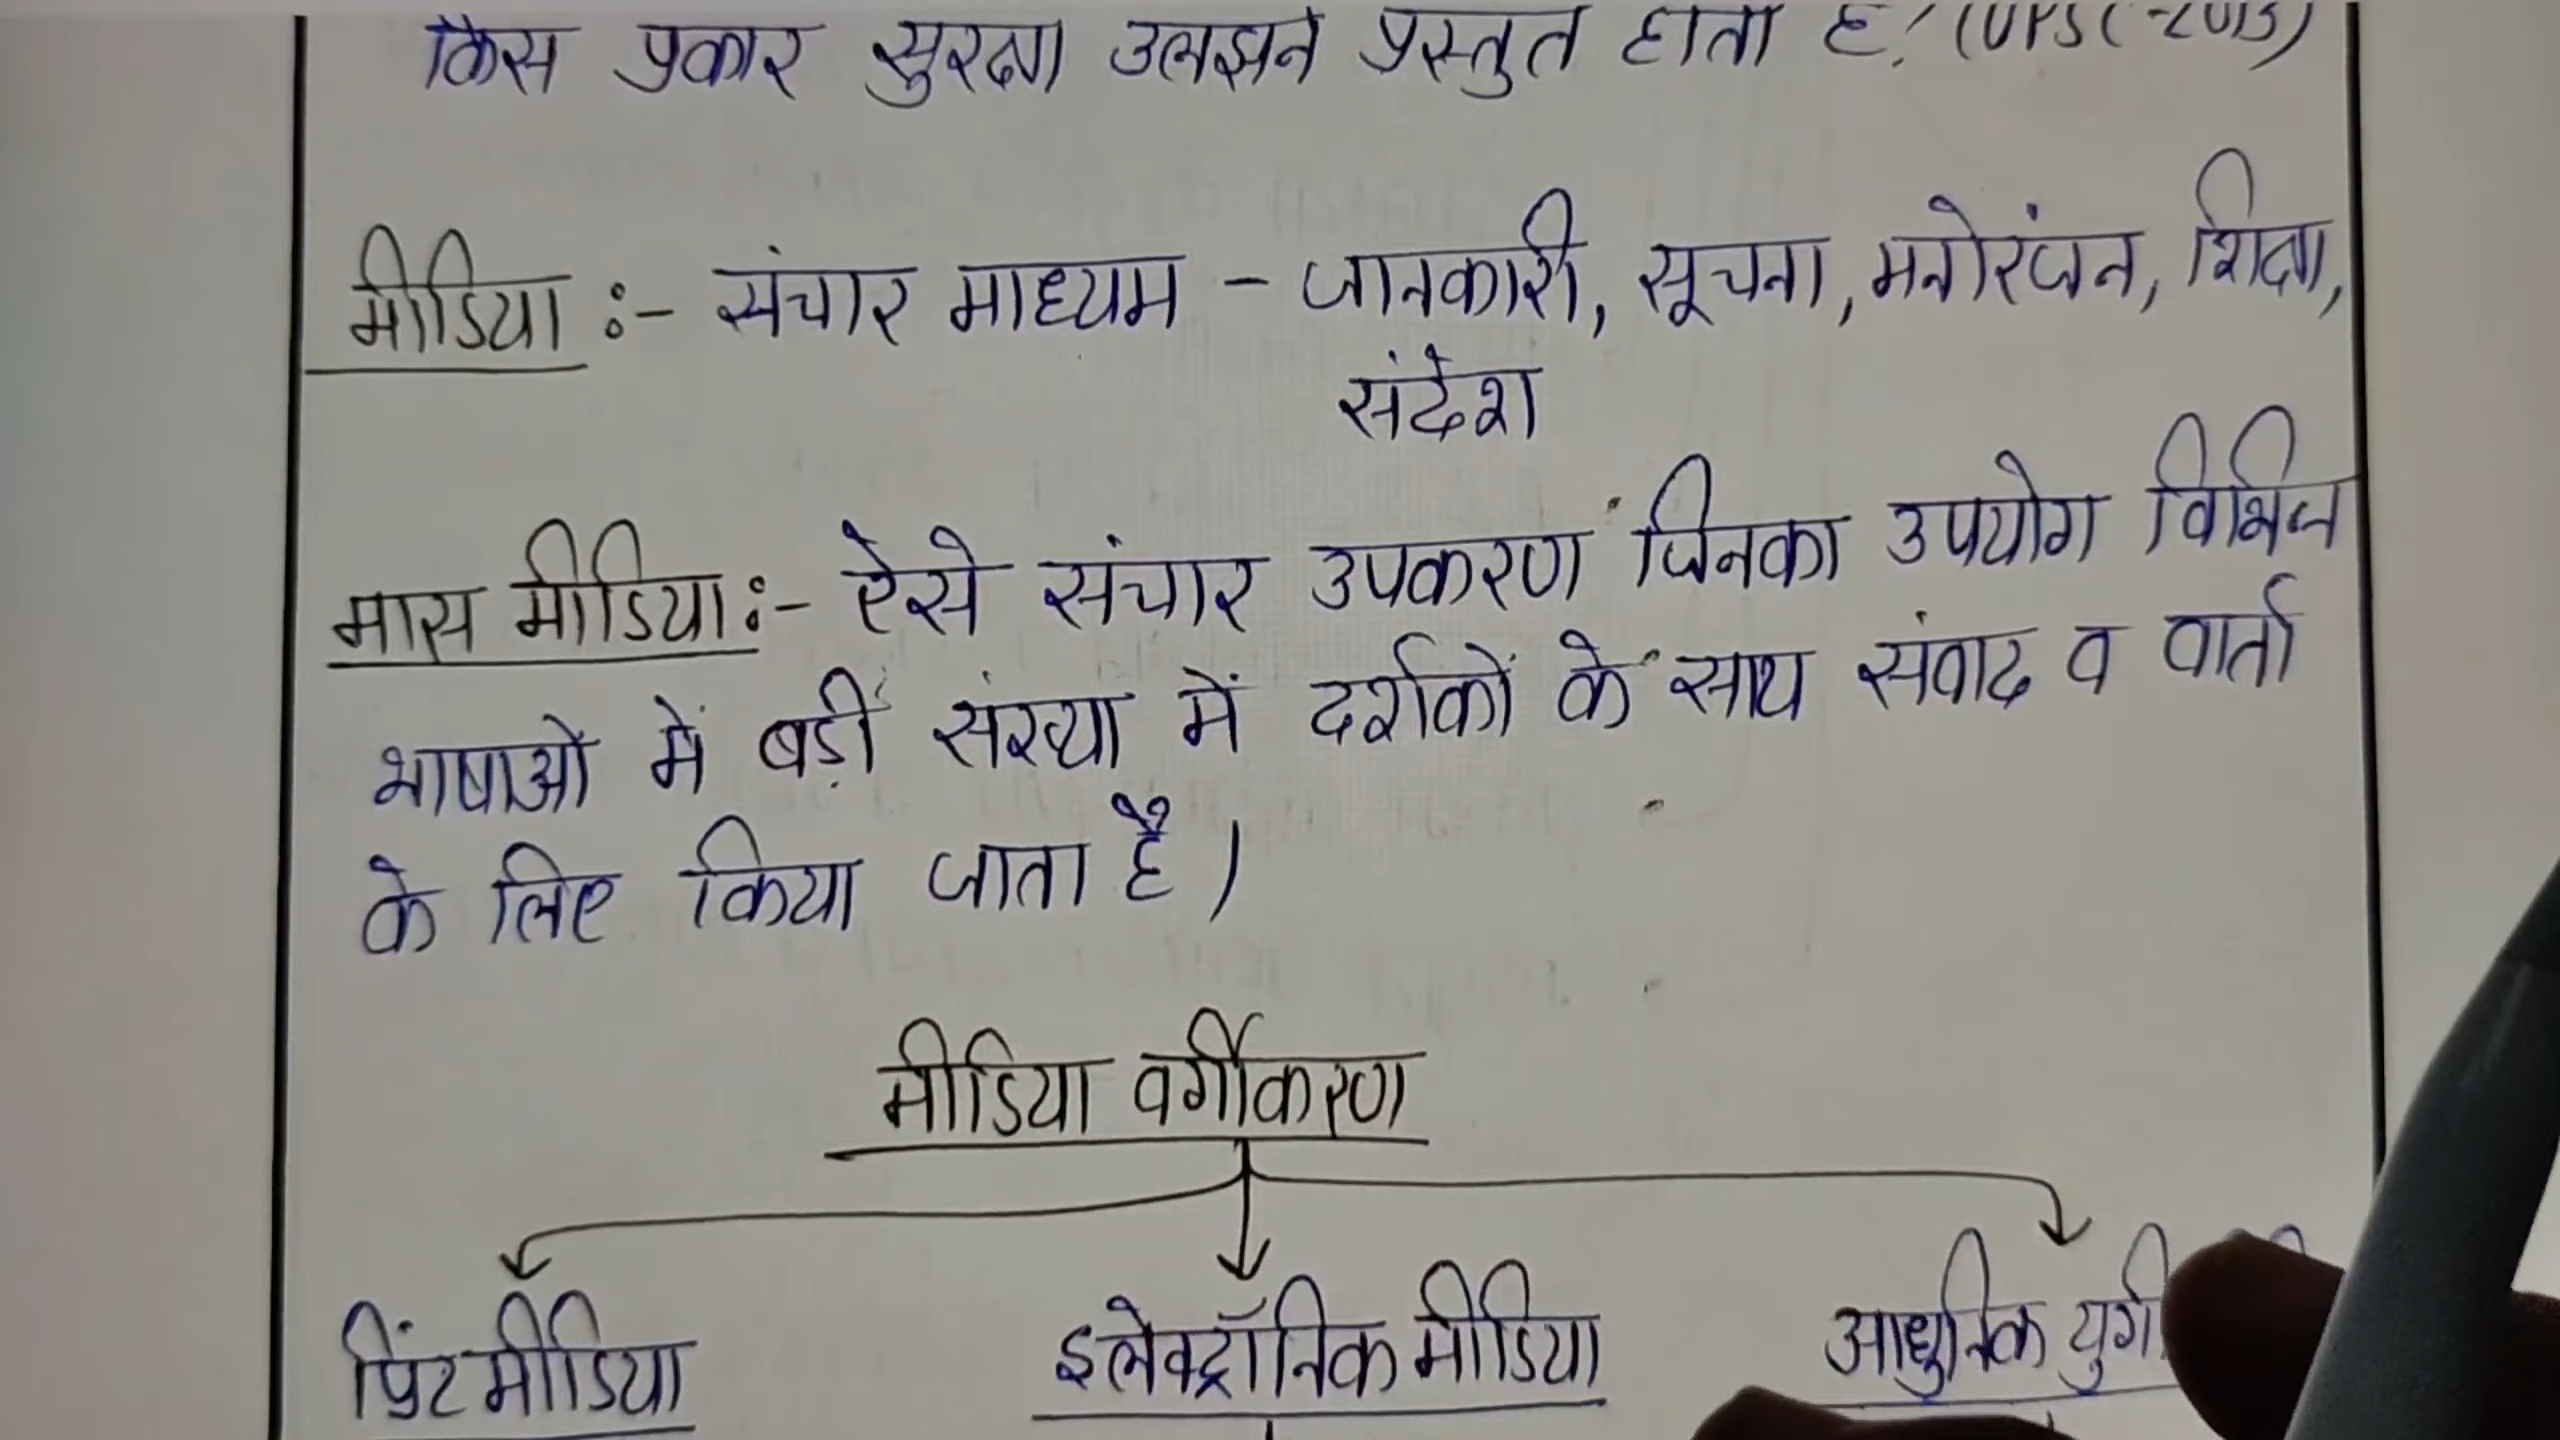 किस प्रकार सुरक्षा उलझन प्रस्तुत होता है? (UPSC-2013)
मीडिया :- संचार माध्यम - जानकारी, सूचना, मनोरंजन, शिक्षा,
संदेश
मास मीडिया :- ऐसे संचार उपकरण जिनका उपयोग विभिन्न
भाषाओं में बड़ी संख्या में दर्शकों के साथ संवाद व वार्ता
के लिए किया जाता है।
मीडिया वर्गीकरण
प्रिंट मीडिया इलेक्ट्रॉनिक मीडिया आधुनिक